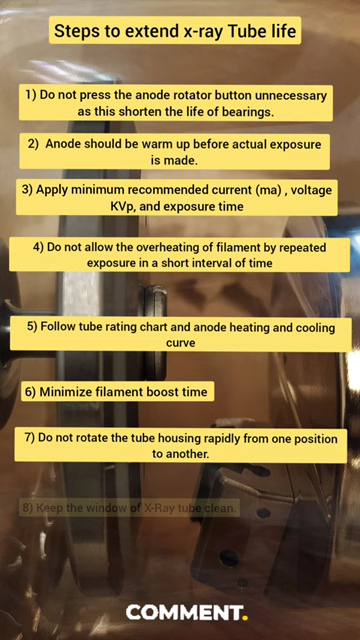 Steps to extend x-ray Tube life
1) Do not press the anode rotator button unnecessary
as this shorten the life of bearings.
2)  Anode should be warm up before actual exposure
is made.
3) Apply minimum recommended current (ma) , voltage
KVp, and exposure time
4) Do not allow the overheating of filament by repeated
exposure in a short interval of time
5) Follow tube rating chart and anode heating and cooling
curve
6) Minimize filament boost time
7) Do not rotate the tube housing rapidly from one position
to another.
8) Keep the window of X-Ray tube clean.
COMMENT.